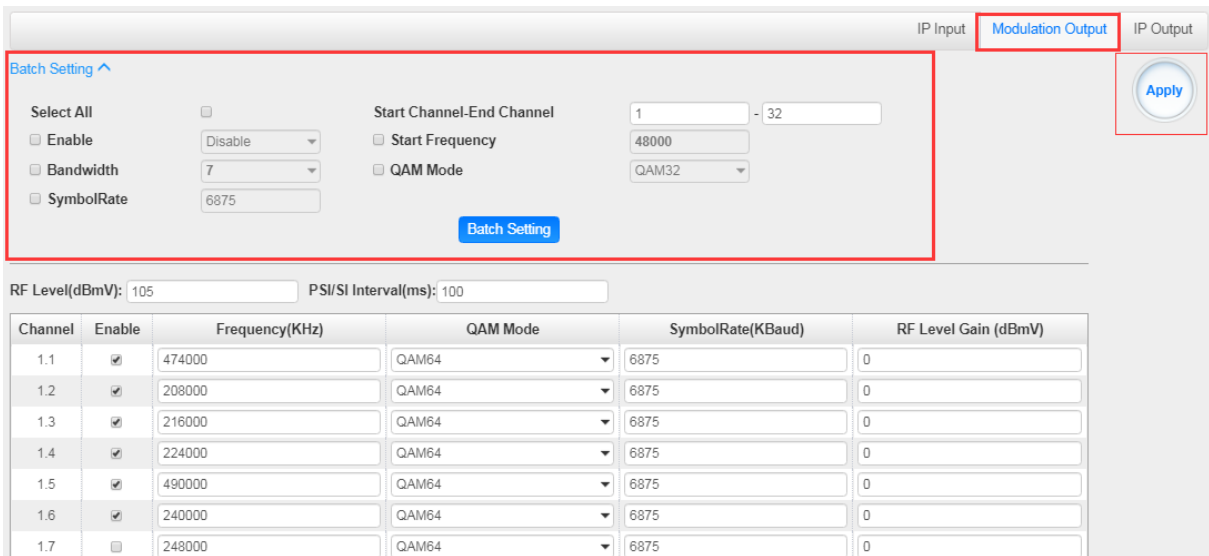 IP Input Modulation Output IP Output
Batch Setting
Apply
Select All Start Channel-End Channel 1 - 32
Enable Disable Start Frequency 48000
Bandwidth 7 QAM Mode QAM32
SymbolRate 6875
Batch Setting
RF Level(dBmV): 105 PSI/SI Interval(ms): 100
Channel Enable Frequency(KHz) QAM Mode SymbolRate(KBaud) RF Level Gain (dBmV)
1.1 474000 QAM64 6875 0
1.2 208000 QAM64 6875 0
1.3 216000 QAM64 6875 0
1.4 224000 QAM64 6875 0
1.5 490000 QAM64 6875 0
1.6 240000 QAM64 6875 0
1.7 248000 QAM64 6875 0